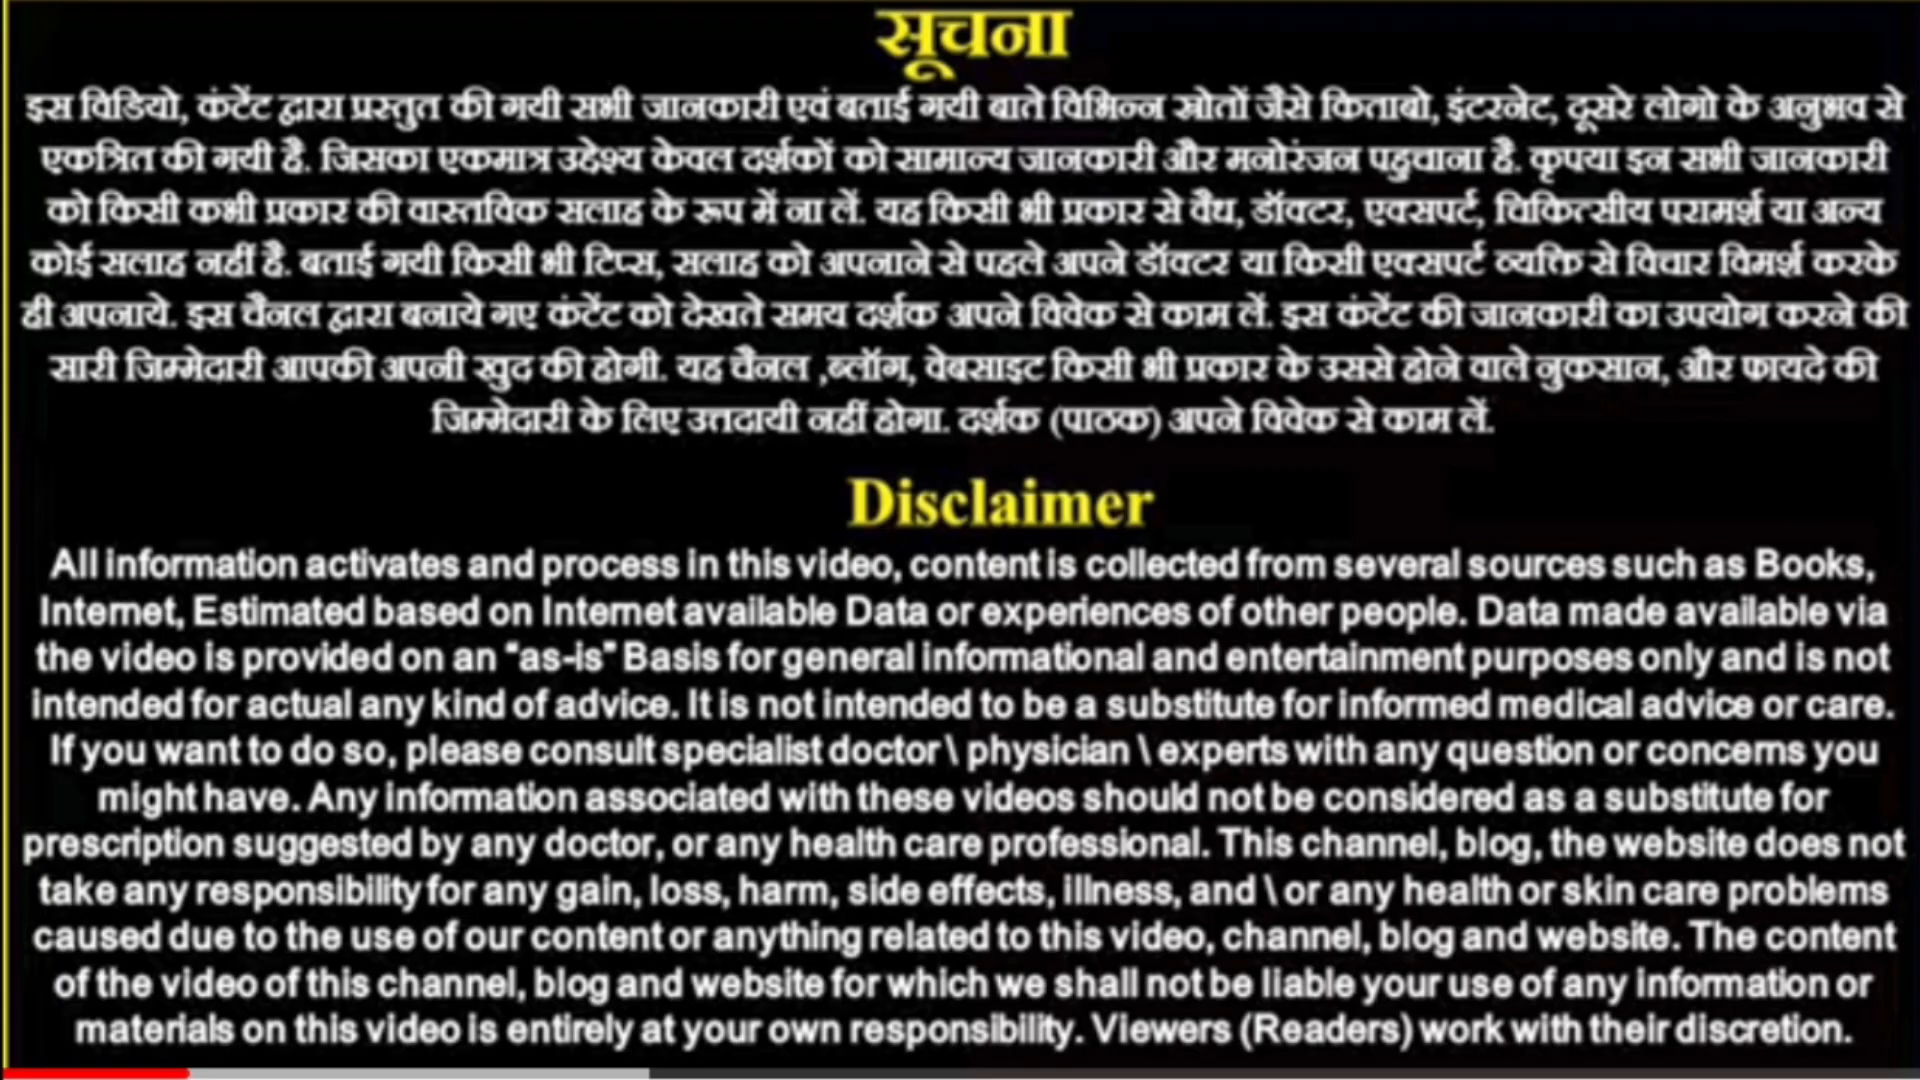 सूचना
इस विडियो, कंटेंट द्वारा प्रस्तुत की गयी सभी जानकारी एवं बताई गयी बाते विभिन्न स्रोतों जैसे किताबो, इंटरनेट, दूसरे लोगो के अनुभव से
एकत्रित की गयी है. जिसका एकमात्र उद्देश्य केवल दर्शकों को सामान्य जानकारी और मनोरंजन पहुचाना है. कृपया इन सभी जानकारी
को किसी कभी प्रकार की वास्तविक सलाह के रूप में ना लें. यह किसी भी प्रकार से वैध, डॉक्टर, एक्सपर्ट, चिकित्सीय परामर्श या अन्य
कोई सलाह नहीं है. बताई गयी किसी भी टिप्स, सलाह को अपनाने से पहले अपने डॉक्टर या किसी एक्सपर्ट व्यक्ति से विचार विमर्श करके
ही अपनाये. इस चैनल द्वारा बनाये गए कंटेंट को देखते समय दर्शक अपने विवेक से काम लें. इस कंटेंट की जानकारी का उपयोग करने की
सारी जिम्मेदारी आपकी अपनी खुद की होगी. यह चैनल ,ब्लॉग, वेबसाइट किसी भी प्रकार के उससे होने वाले नुकसान, और फायदे की
जिम्मेदारी के लिए उत्तदायी नहीं होगा. दर्शक (पाठक) अपने विवेक से काम लें.
Disclaimer
All information activates and process in this video, content is collected from several sources such as Books,
Internet, Estimated based on Internet available Data or experiences of other people. Data made available via
the video is provided on an “as-is” Basis for general informational and entertainment purposes only and is not
intended for actual any kind of advice. It is not intended to be a substitute for informed medical advice or care.
If you want to do so, please consult specialist doctor \ physician \ experts with any question or concerns you
might have. Any information associated with these videos should not be considered as a substitute for
prescription suggested by any doctor, or any health care professional. This channel, blog, the website does not
take any responsibility for any gain, loss, harm, side effects, illness, and \ or any health or skin care problems
caused due to the use of our content or anything related to this video, channel, blog and website. The content
of the video of this channel, blog and website for which we shall not be liable your use of any information or
materials on this video is entirely at your own responsibility. Viewers (Readers) work with their discretion.